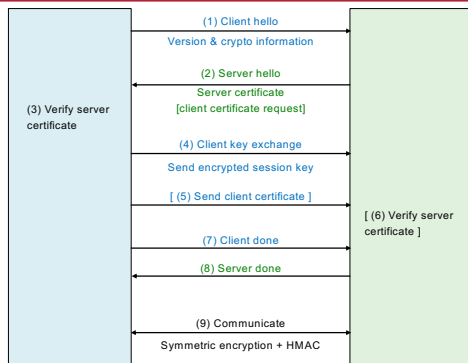 (1) Client hello
Version & crypto information
(2) Server hello
Server certificate
[client certificate request]
(3) Verify server
certificate
(4) Client key exchange
Send encrypted session key
[ (5) Send client certificate ]
[ (6) Verify server
certificate ]
(7) Client done
(8) Server done
(9) Communicate
Symmetric encryption + HMAC